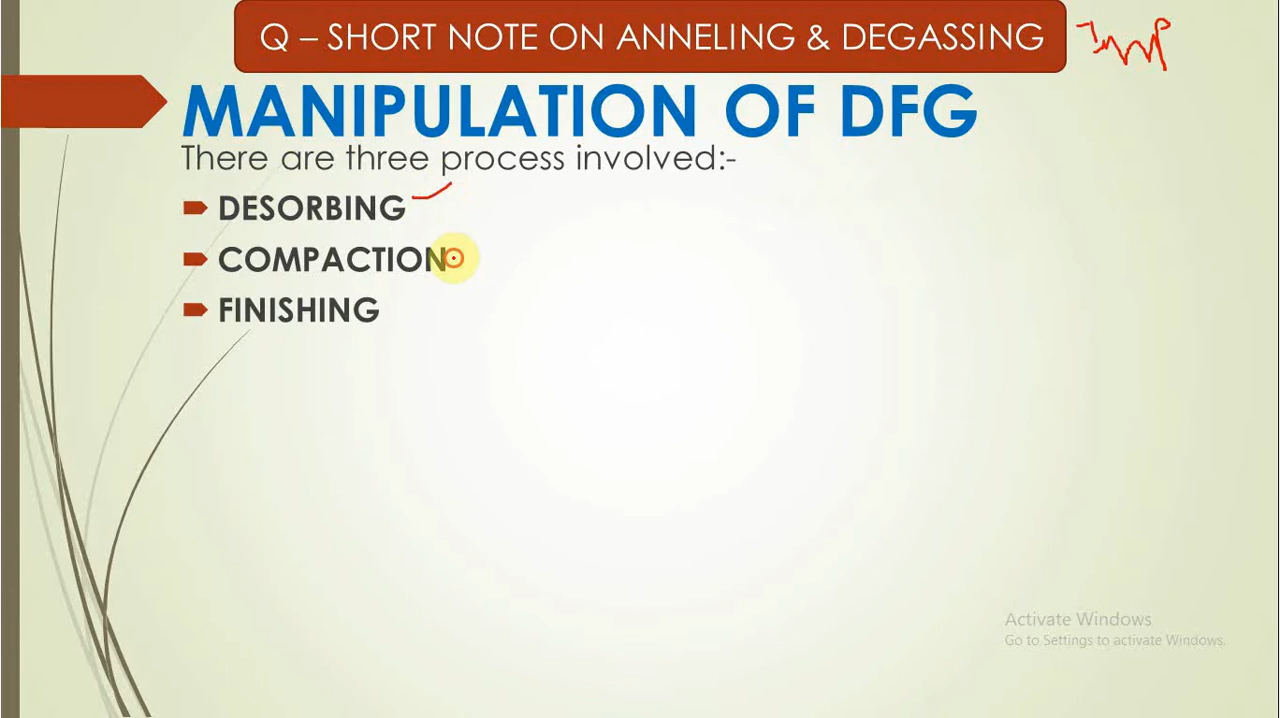 Q – SHORT NOTE ON ANNELING & DEGASSING
Imp
MANIPULATION OF DFG
There are three process involved:-
DESORBING
COMPACTION
FINISHING
Activate Windows
Go to Settings to activate Windows.